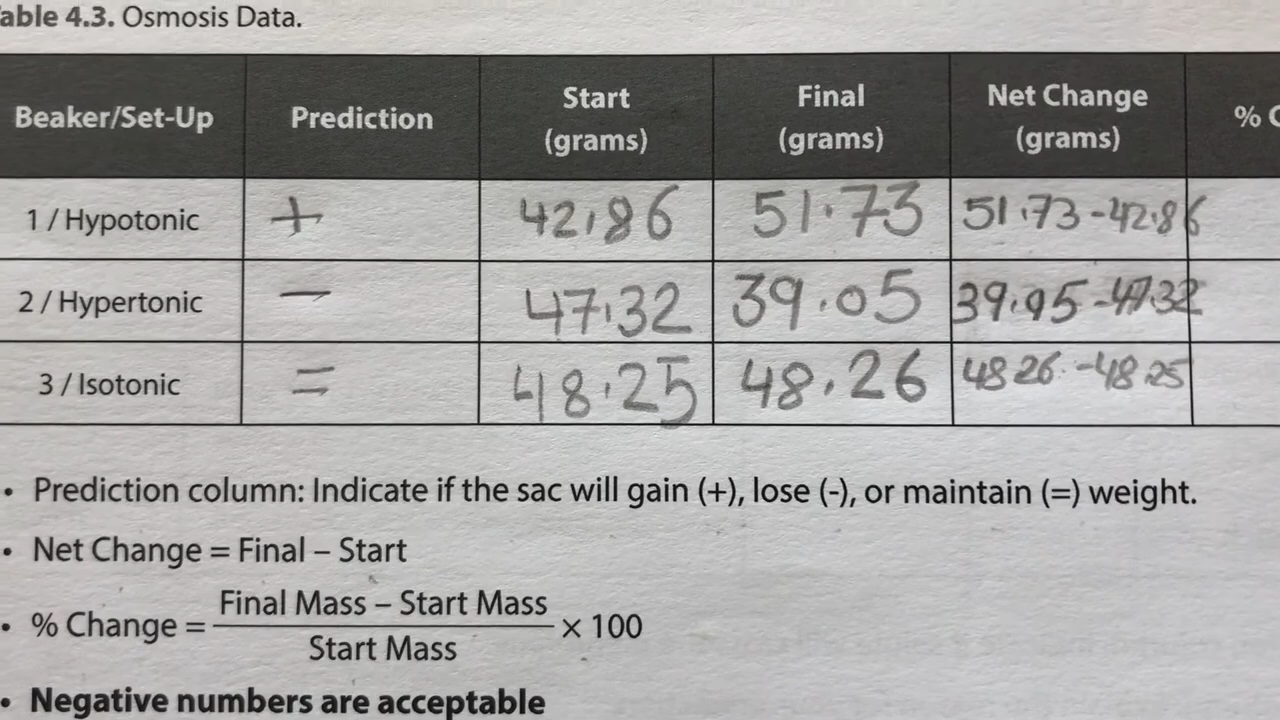 able 4.3. Osmosis Data.
Beaker/Set-Up Prediction Start (grams) Final (grams) Net Change (grams) % C
1 / Hypotonic + 42.86 51.73 51.73 - 42.86
2 / Hypertonic - 47.32 39.05 39.95 - 47.32
3 / Isotonic = 48.25 48.26 48 26 - 48.25
• Prediction column: Indicate if the sac will gain (+), lose (-), or maintain (=) weight.
• Net Change = Final – Start
• % Change = Final Mass – Start Mass / Start Mass × 100
• Negative numbers are acceptable